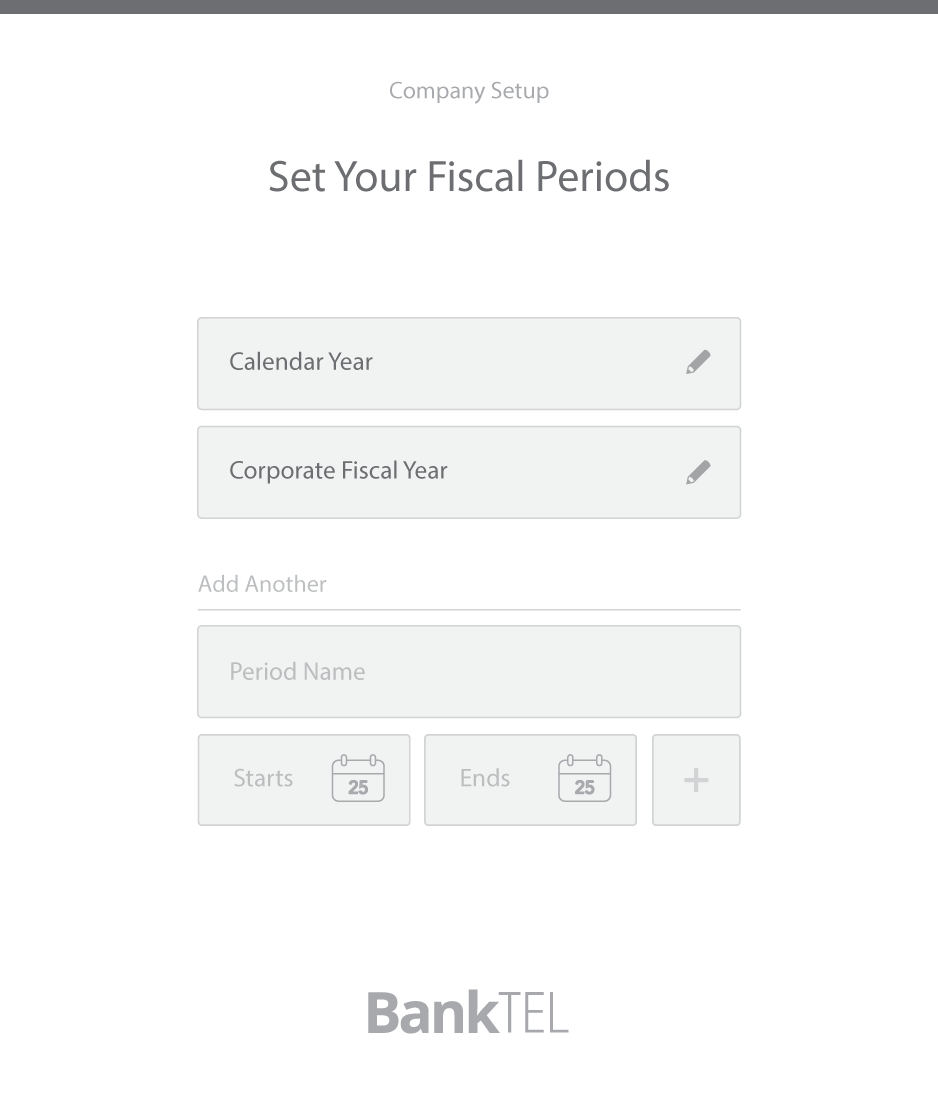 Company Setup
Set Your Fiscal Periods
Calendar Year
Corporate Fiscal Year
Add Another
Period Name
Starts 25 Ends 25 +
BankTEL